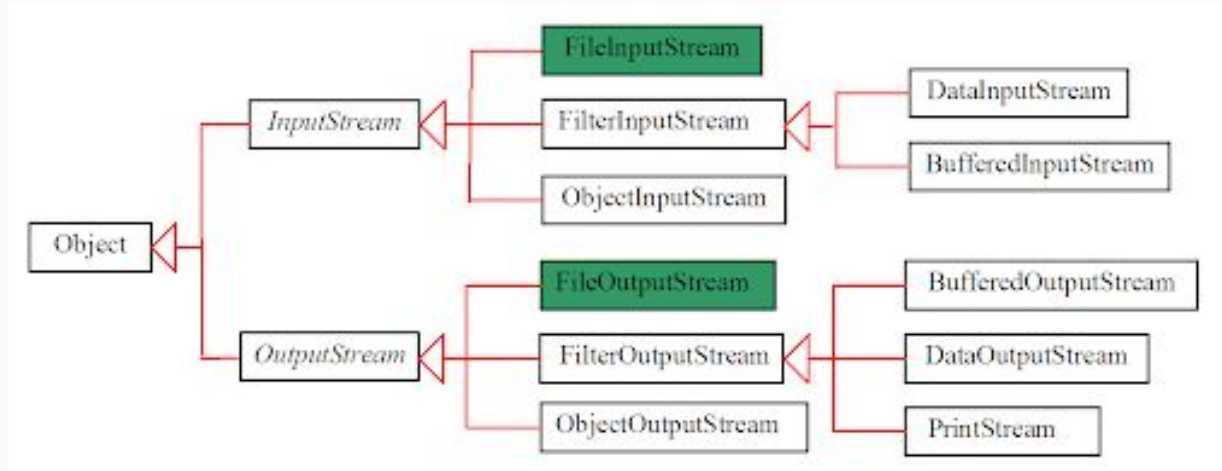 FileInputStream
InputStream
FilterInputStream
DataInputStream
BufferedInputStream
ObjectInputStream
Object
FileOutputStream
BufferedOutputStream
OutputStream
FilterOutputStream
DataOutputStream
ObjectOutputStream
PrintStream